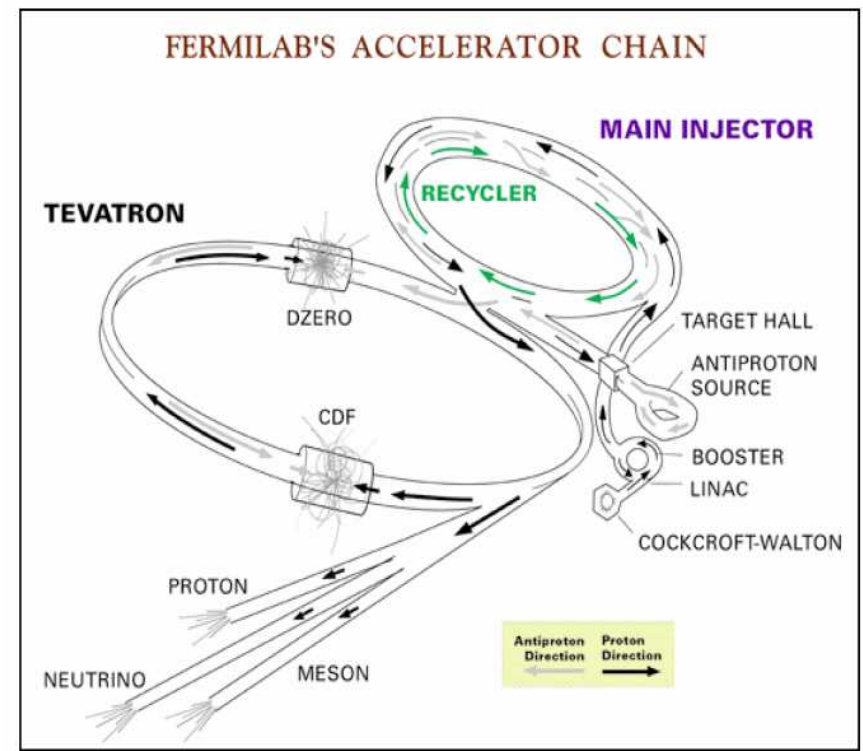 FERMILAB'S ACCELERATOR CHAIN
MAIN INJECTOR
RECYCLER
TEVATRON
DZERO
TARGET HALL
ANTIPROTON
SOURCE
CDF
BOOSTER
LINAC
COCKCROFT-WALTON
PROTON
NEUTRINO
MESON
Antiproton Proton
Direction Direction